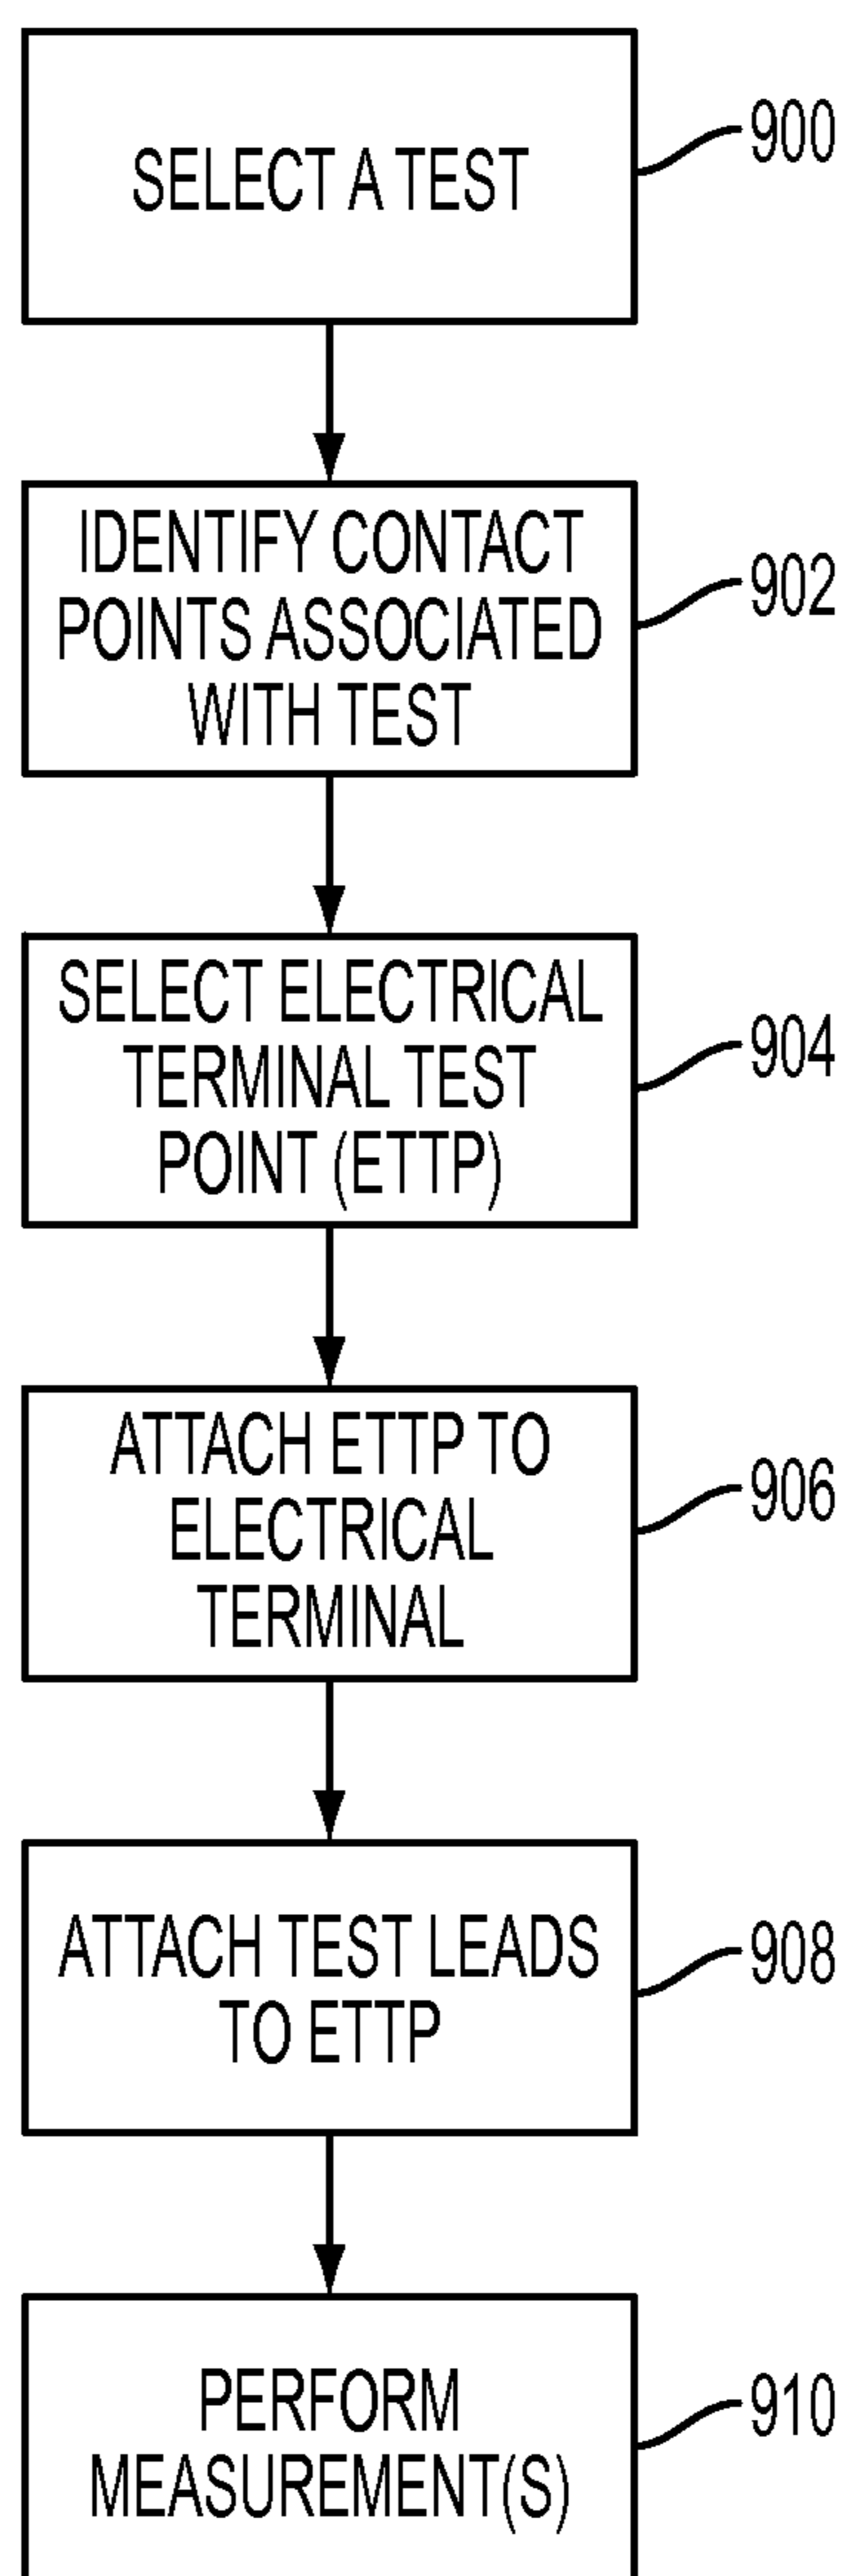 SELECT A TEST
900
IDENTIFY CONTACT
POINTS ASSOCIATED
WITH TEST
902
SELECT ELECTRICAL
TERMINAL TEST
POINT (ETTP)
904
ATTACH ETTP TO
ELECTRICAL
TERMINAL
906
ATTACH TEST LEADS
TO ETTP
908
PERFORM
MEASUREMENT(S)
910